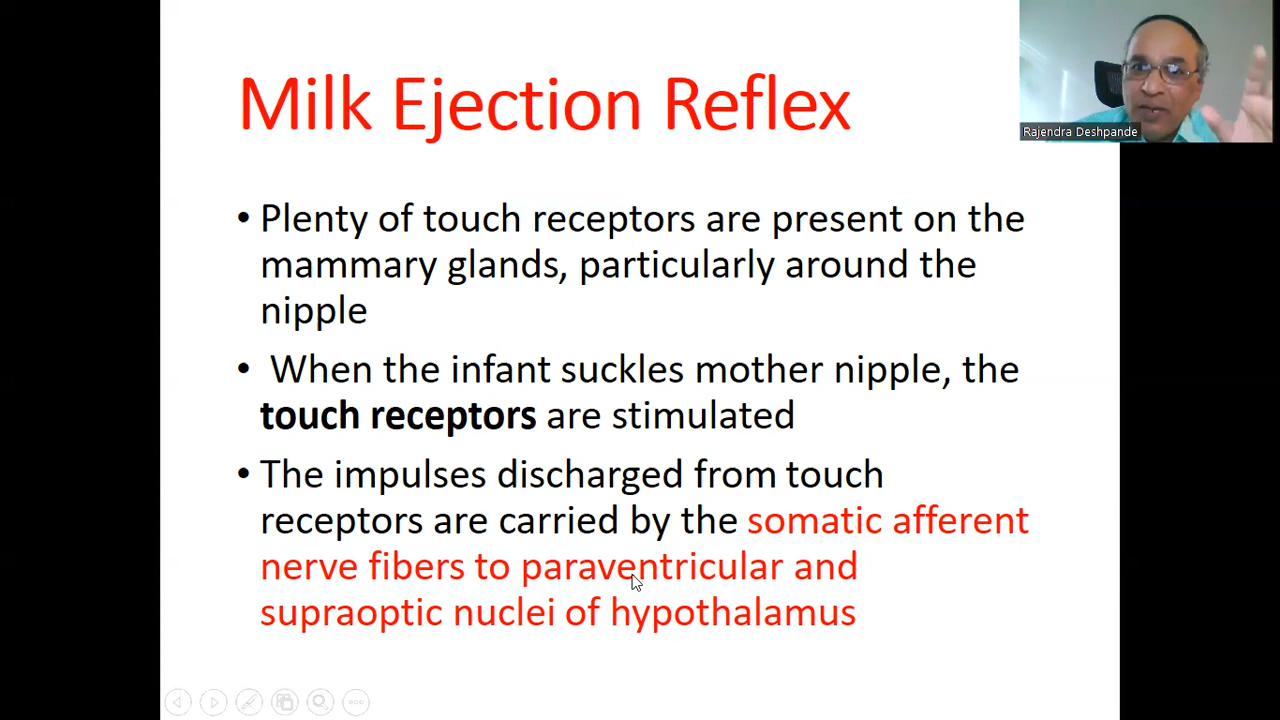 Milk Ejection Reflex
Rajendra Deshpande
• Plenty of touch receptors are present on the
mammary glands, particularly around the
nipple
• When the infant suckles mother nipple, the
touch receptors are stimulated
• The impulses discharged from touch
receptors are carried by the somatic afferent
nerve fibers to paraventricular and
supraoptic nuclei of hypothalamus